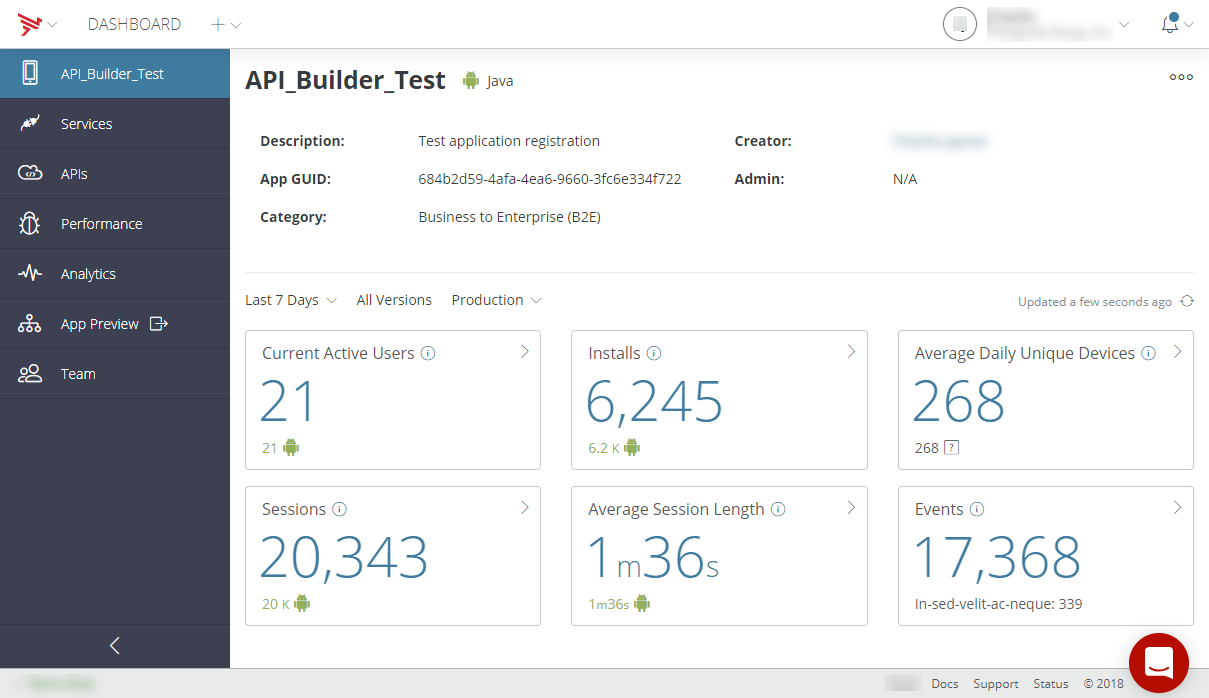 DASHBOARD
API_Builder_Test
Services
APIs
Performance
Analytics
App Preview
Team
API_Builder_Test Java
Description: Test application registration Creator:
App GUID: 684b2d59-4afa-4ea6-9660-3fc6e334f722 Admin: N/A
Category: Business to Enterprise (B2E)
Last 7 Days All Versions Production Updated a few seconds ago
Current Active Users
21
21
Installs
6,245
6.2 K
Average Daily Unique Devices
268
268 ?
Sessions
20,343
20 K
Average Session Length
1m36s
1m36s
Events
17,368
In-sed-velit-ac-neque: 339
Docs Support Status © 2018